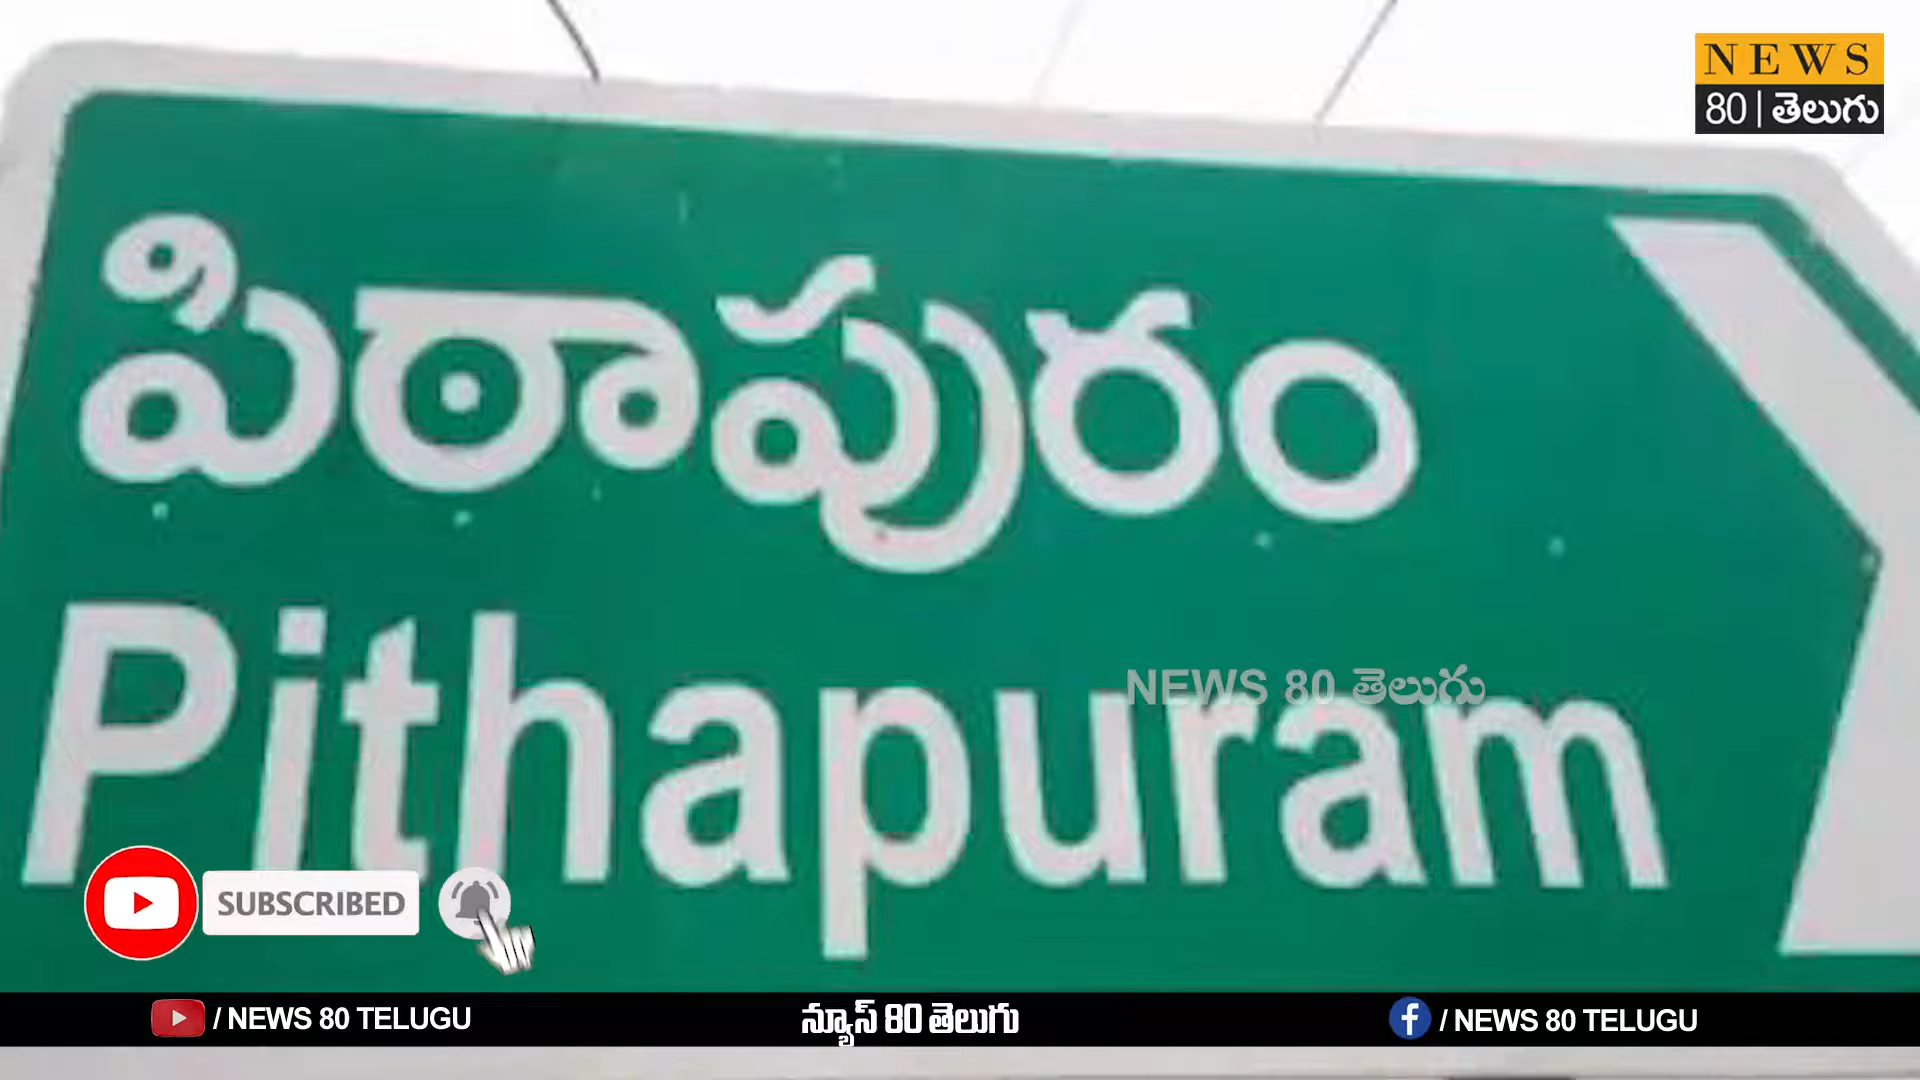 NEWS
80 | తెలుగు
పిఠాపురం
Pithapuram
NEWS 80 తెలుగు
SUBSCRIBED
/ NEWS 80 TELUGU
న్యూస్ 80 తెలుగు
/ NEWS 80 TELUGU